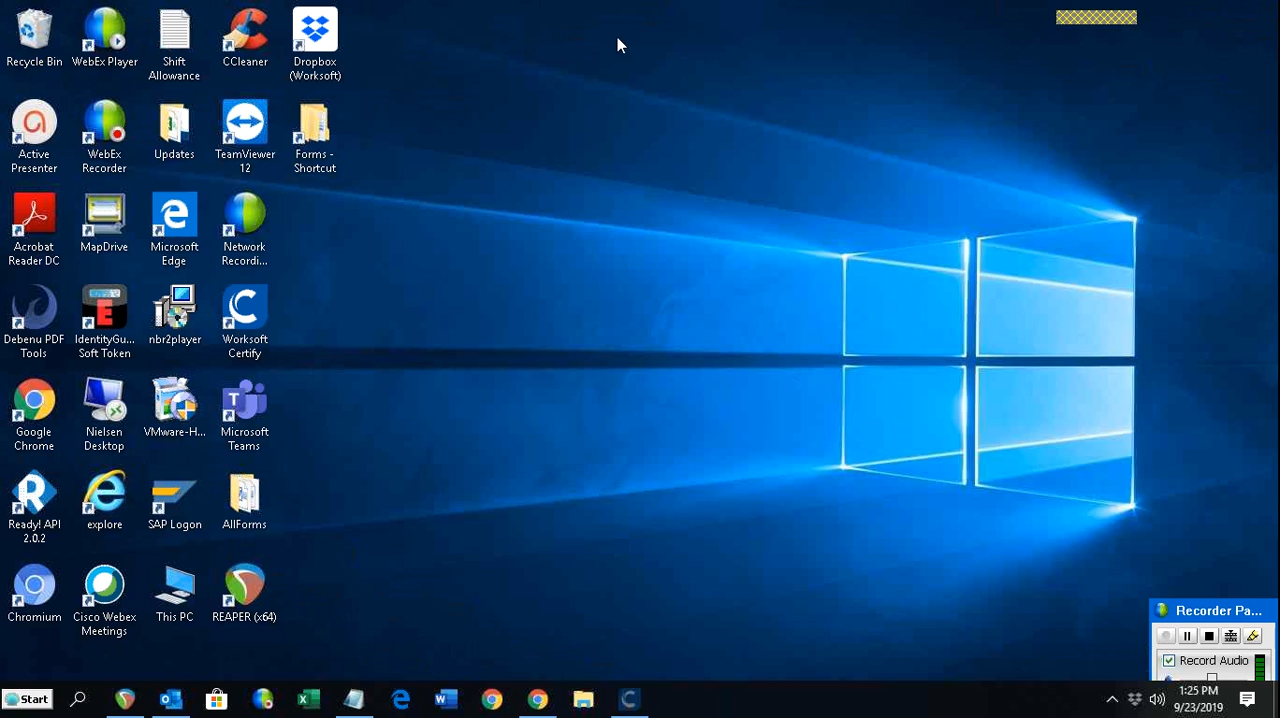 Recycle Bin
WebEx Player
Shift
Allowance
CCleaner
Dropbox
(Worksoft)
Active
Presenter
WebEx
Recorder
Updates
TeamViewer
12
Forms -
Shortcut
Acrobat
Reader DC
MapDrive
Microsoft
Edge
Network
Recordi...
Debenu PDF
Tools
IdentityGu...
Soft Token
nbr2player
Worksoft
Certify
Google
Chrome
Nielsen
Desktop
VMware-H...
Microsoft
Teams
Ready! API
2.0.2
explore
SAP Logon
AllForms
Chromium
Cisco Webex
Meetings
This PC
REAPER (x64)
Recorder Pa...
Record Audio
Start
1:25 PM
9/23/2019